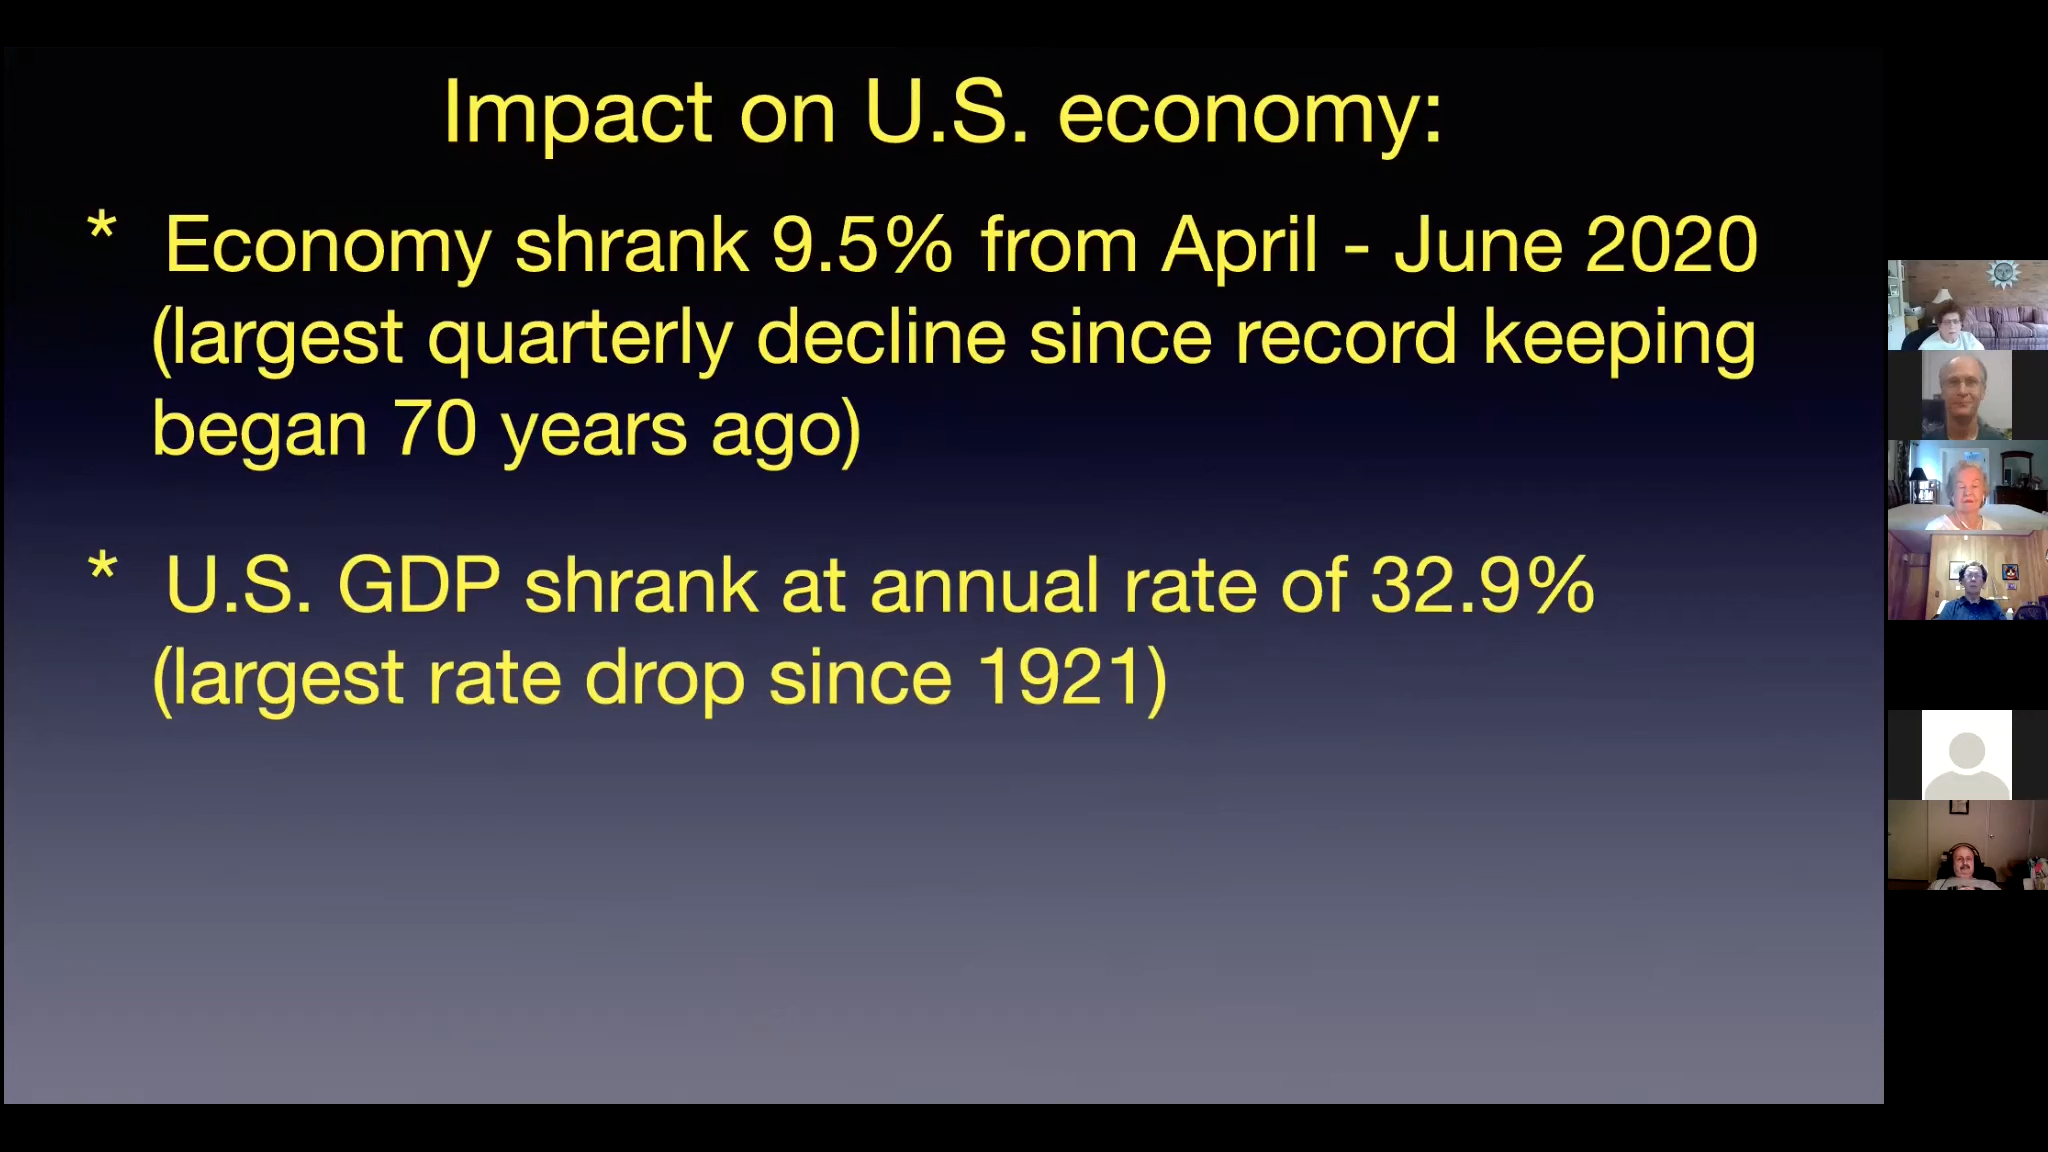 Impact on U.S. economy:
* Economy shrank 9.5% from April - June 2020
(largest quarterly decline since record keeping
began 70 years ago)
* U.S. GDP shrank at annual rate of 32.9%
(largest rate drop since 1921)